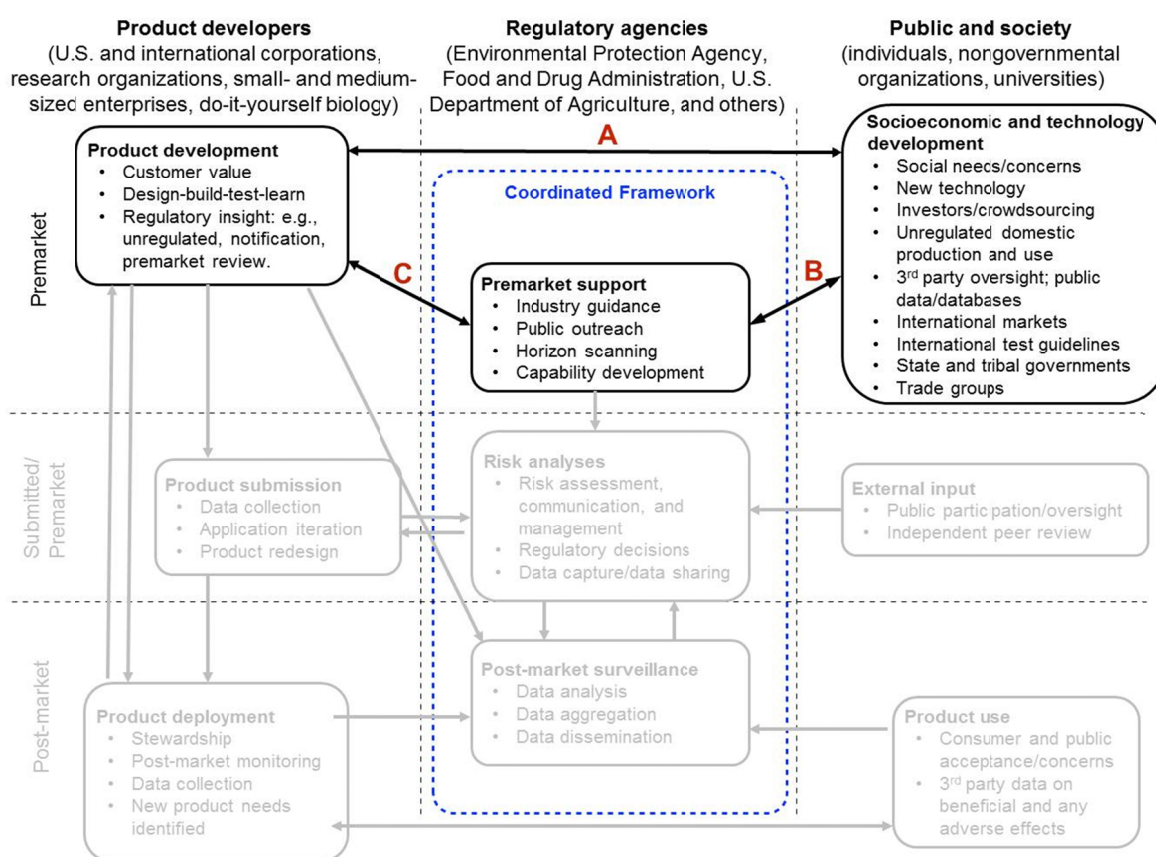 Product developers
(U.S. and international corporations,
research organizations, small- and medium-
sized enterprises, do-it-yourself biology)
Regulatory agencies
(Environmental Protection Agency,
Food and Drug Administration, U.S.
Department of Agriculture, and others)
Public and society
(individuals, nongovernmental
organizations, universities)
Premarket
Product development
• Customer value
• Design-build-test-learn
• Regulatory insight: e.g.,
unregulated, notification,
premarket review.
A
Coordinated Framework
C
B
Premarket support
• Industry guidance
• Public outreach
• Horizon scanning
• Capability development
Socioeconomic and technology
development
• Social needs/concerns
• New technology
• Investors/crowdsourcing
• Unregulated domestic
production and use
• 3rd party oversight; public
data/databases
• International markets
• International test guidelines
• State and tribal governments
• Trade groups
Submitted/
Premarket
Product submission
• Data collection
• Application iteration
• Product redesign
Risk analyses
• Risk assessment,
communication, and
management
• Regulatory decisions
• Data capture/data sharing
External input
• Public participation/oversight
• Independent peer review
Post-market
Product deployment
• Stewardship
• Post-market monitoring
• Data collection
• New product needs
identified
Post-market surveillance
• Data analysis
• Data aggregation
• Data dissemination
Product use
• Consumer and public
acceptance/concerns
• 3rd party data on
beneficial and any
adverse effects